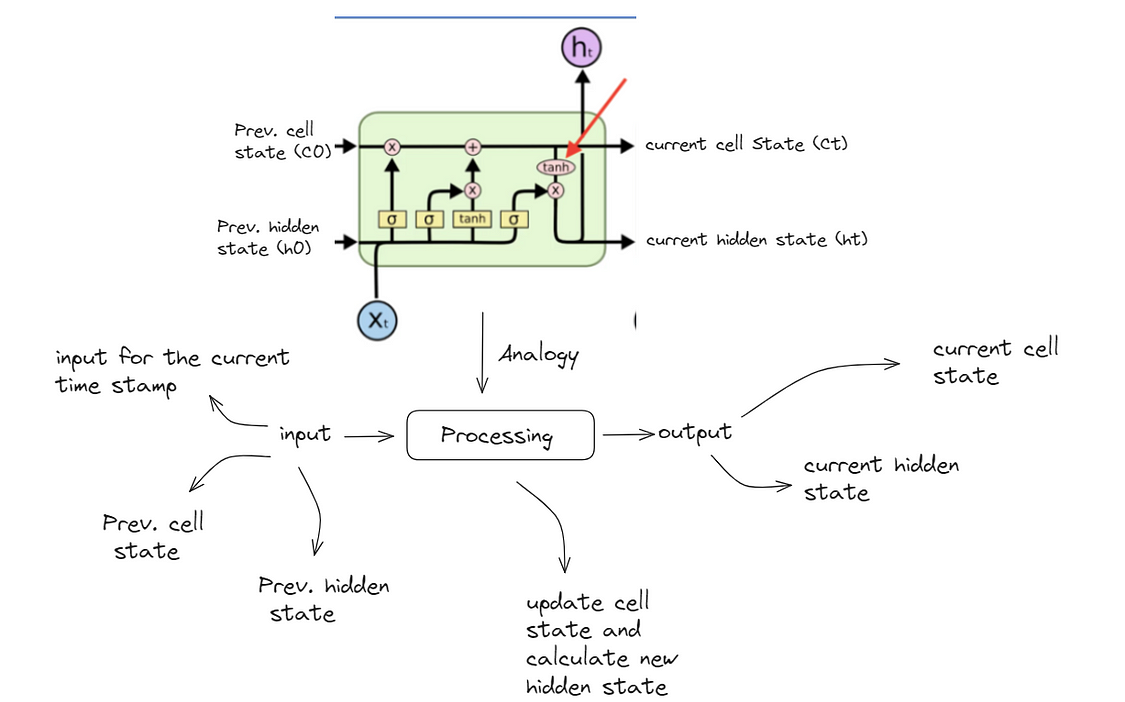 ht
Prev. cell
state (C0)
x
+
current cell State (Ct)
tanh
x
x
σ
σ
tanh
σ
Prev. hidden
state (h0)
current hidden state (ht)
Xt
Analogy
input for the current
time stamp
current cell
state
input
Processing
output
current hidden
state
Prev. cell
state
Prev. hidden
state
update cell
state and
calculate new
hidden state